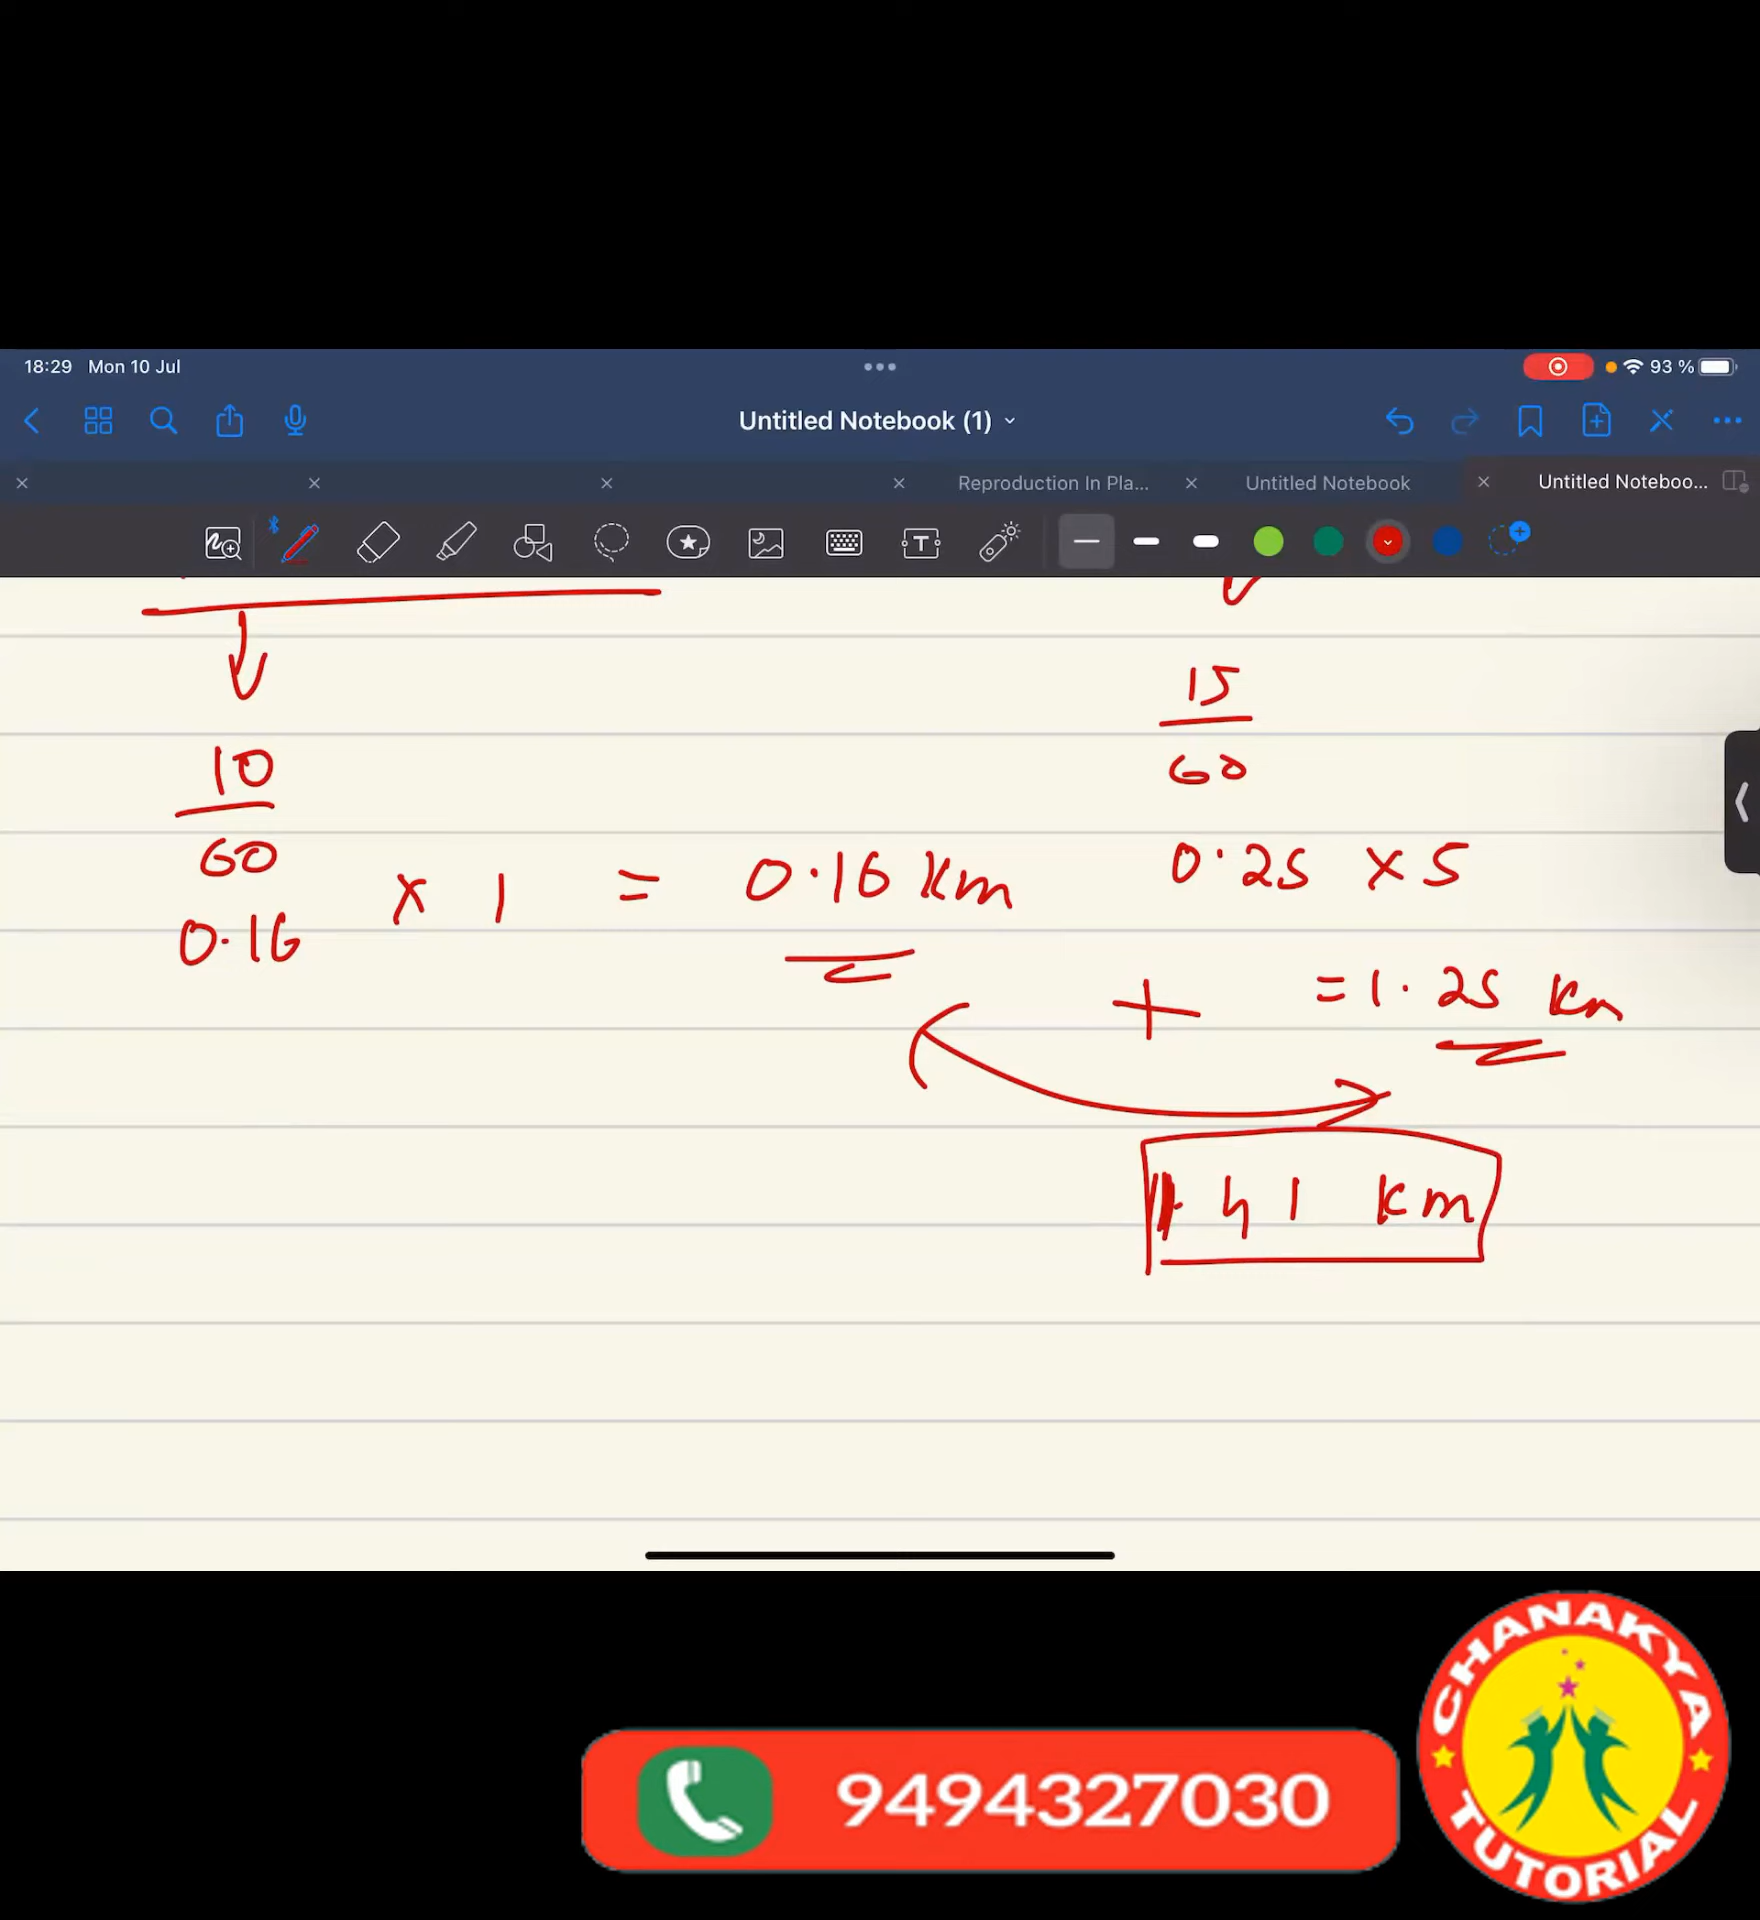 18:29 Mon 10 Jul
93 %
Untitled Notebook (1)
Reproduction In Pla...
Untitled Notebook
Untitled Noteboo...
T
10
60
0.16
× 1 = 0.16 km
15
60
0.25 × 5
+ = 1.25 km
1.41 km
9494327030
CHANAKYA
TUTORIAL